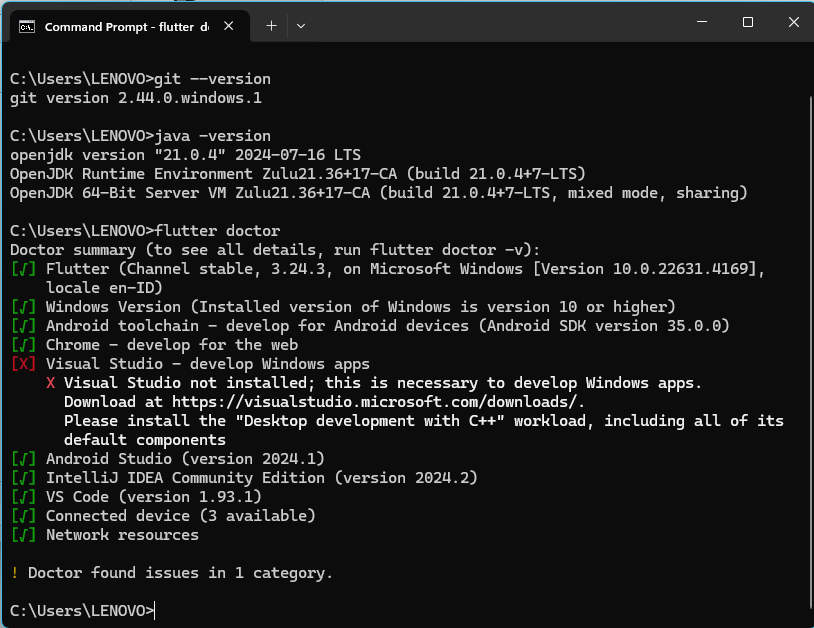 Command Prompt - flutter d
C:\Users\LENOVO>git --version
git version 2.44.0.windows.1
C:\Users\LENOVO>java -version
openjdk version "21.0.4" 2024-07-16 LTS
OpenJDK Runtime Environment Zulu21.36+17-CA (build 21.0.4+7-LTS)
OpenJDK 64-Bit Server VM Zulu21.36+17-CA (build 21.0.4+7-LTS, mixed mode, sharing)
C:\Users\LENOVO>flutter doctor
Doctor summary (to see all details, run flutter doctor -v):
[√] Flutter (Channel stable, 3.24.3, on Microsoft Windows [Version 10.0.22631.4169],
locale en-ID)
[√] Windows Version (Installed version of Windows is version 10 or higher)
[√] Android toolchain - develop for Android devices (Android SDK version 35.0.0)
[√] Chrome - develop for the web
[X] Visual Studio - develop Windows apps
X Visual Studio not installed; this is necessary to develop Windows apps.
Download at https://visualstudio.microsoft.com/downloads/.
Please install the "Desktop development with C++" workload, including all of its
default components
[√] Android Studio (version 2024.1)
[√] IntelliJ IDEA Community Edition (version 2024.2)
[√] VS Code (version 1.93.1)
[√] Connected device (3 available)
[√] Network resources
! Doctor found issues in 1 category.
C:\Users\LENOVO>